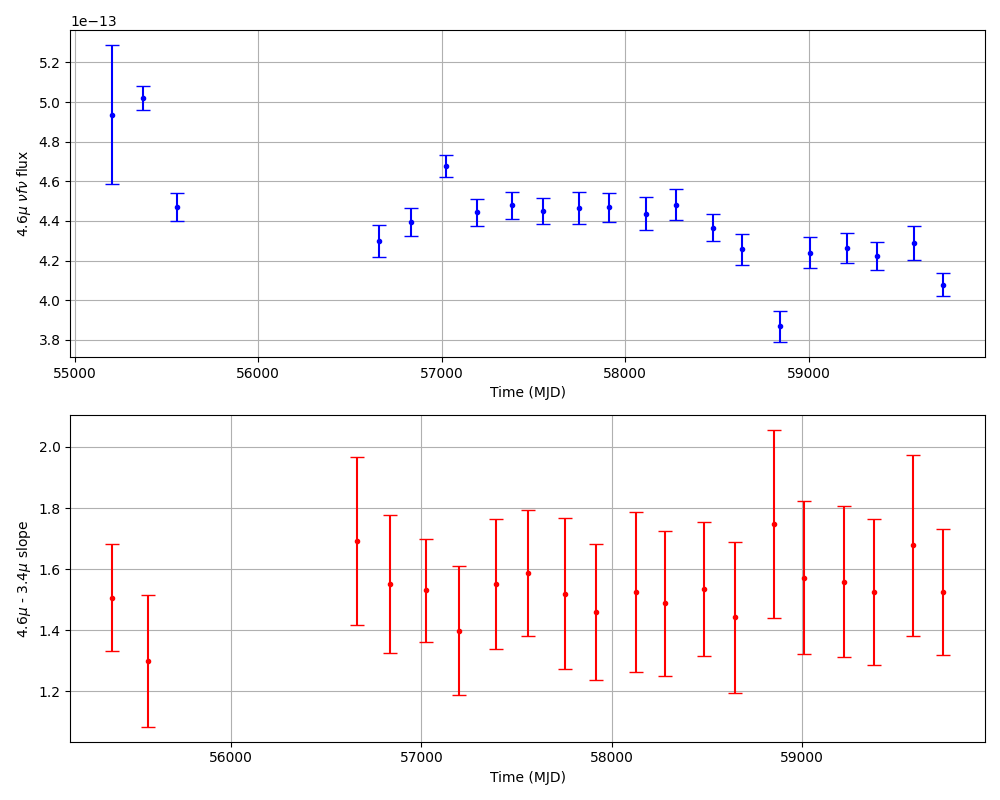 1e−13
5.2
5.0
4.8
4.6
4.4
4.2
4.0
3.8
4.6μ νfν flux
55000 56000 57000 58000 59000
Time (MJD)
2.0
1.8
1.6
1.4
1.2
4.6μ - 3.4μ slope
56000 57000 58000 59000
Time (MJD)